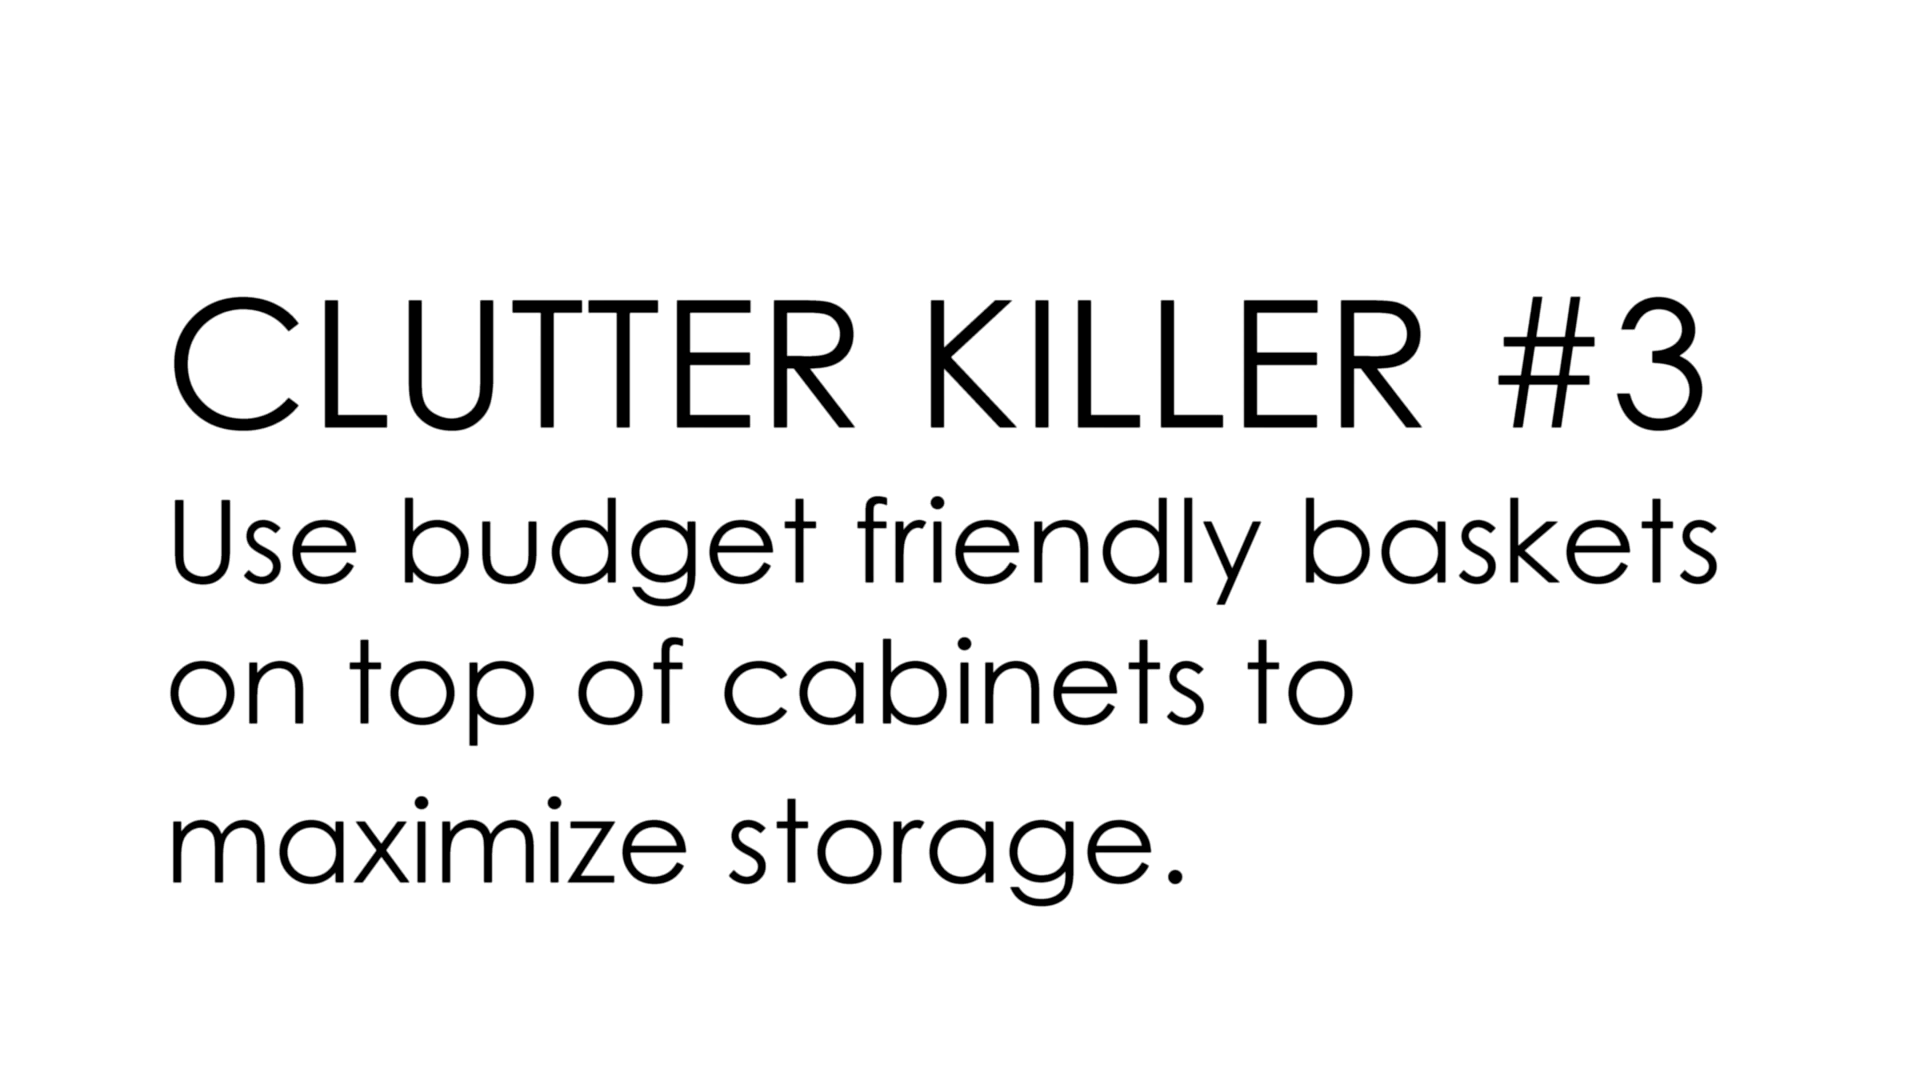 CLUTTER KILLER #3
Use budget friendly baskets
on top of cabinets to
maximize storage.